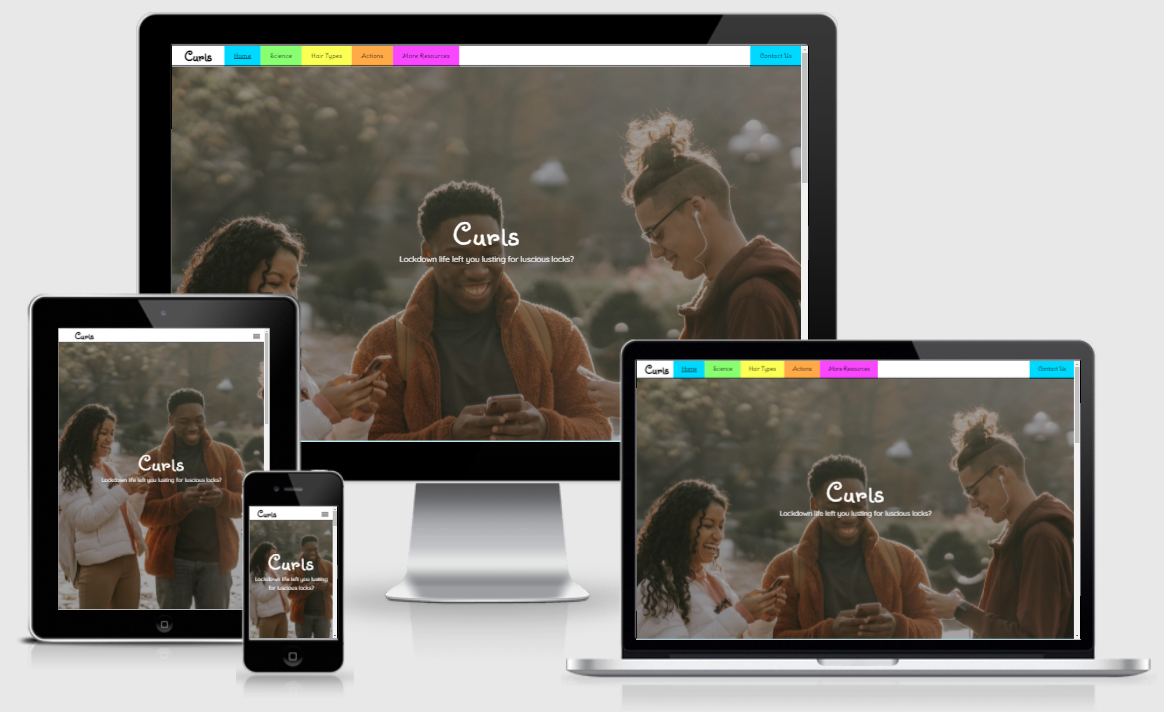 Curls Home Science Hair Types Actions More Resources Contact Us
Curls
Lockdown life left you lusting for luscious locks?
Curls
Curls
Lockdown life left you lusting for luscious locks?
Curls
Curls
Lockdown life left you lusting
for luscious locks?
Curls Home Science Hair Types Actions More Resources Contact Us
Curls
Lockdown life left you lusting for luscious locks?